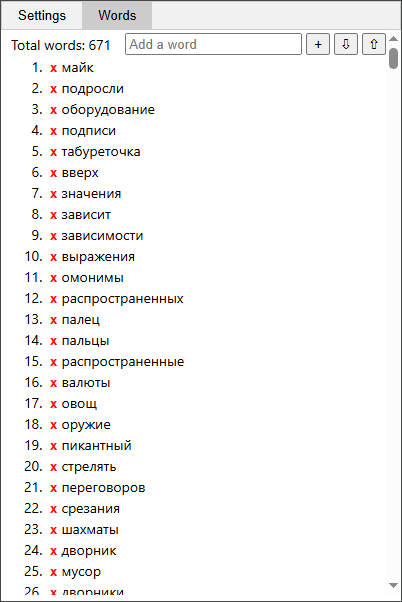 Settings Words
Total words: 671 Add a word + ⇩ ⇧
1. x майк
2. x подросли
3. x оборудование
4. x подписи
5. x табуреточка
6. x вверх
7. x значения
8. x зависит
9. x зависимости
10. x выражения
11. x омонимы
12. x распространенных
13. x палец
14. x пальцы
15. x распространенные
16. x валюты
17. x овощ
18. x оружие
19. x пикантный
20. x стрелять
21. x переговоров
22. x срезания
23. x шахматы
24. x дворник
25. x мусор
26. x дворники